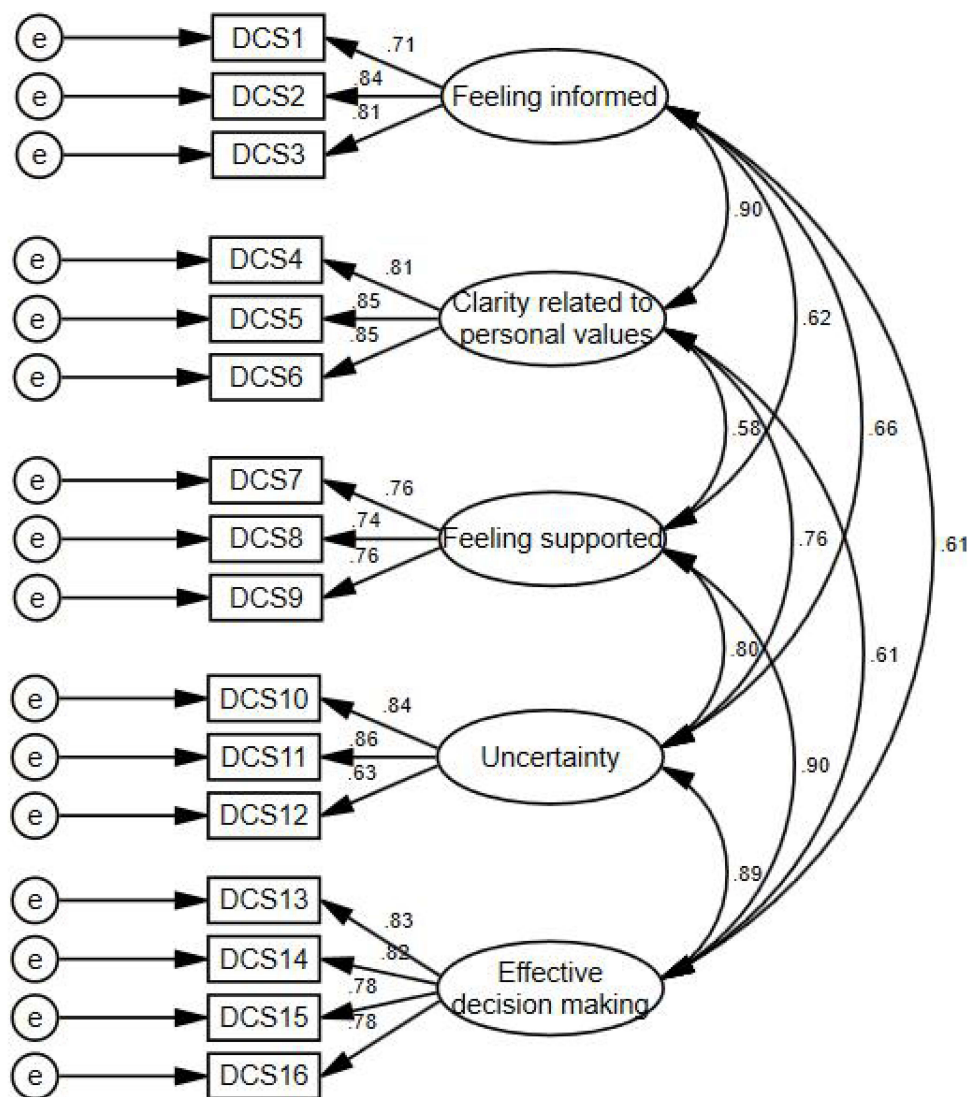 e
DCS1
.71
e
DCS2
.84
Feeling informed
e
DCS3
.81
.90
e
DCS4
.81
e
DCS5
.85
Clarity related to
personal values
e
DCS6
.85
.62
.58
.66
e
DCS7
.76
e
DCS8
.74
Feeling supported
e
DCS9
.76
.76
.61
.80
.61
e
DCS10
.84
e
DCS11
.86
Uncertainty
e
DCS12
.63
.90
.89
e
DCS13
.83
e
DCS14
.82
Effective
decision making
e
DCS15
.78
e
DCS16
.78